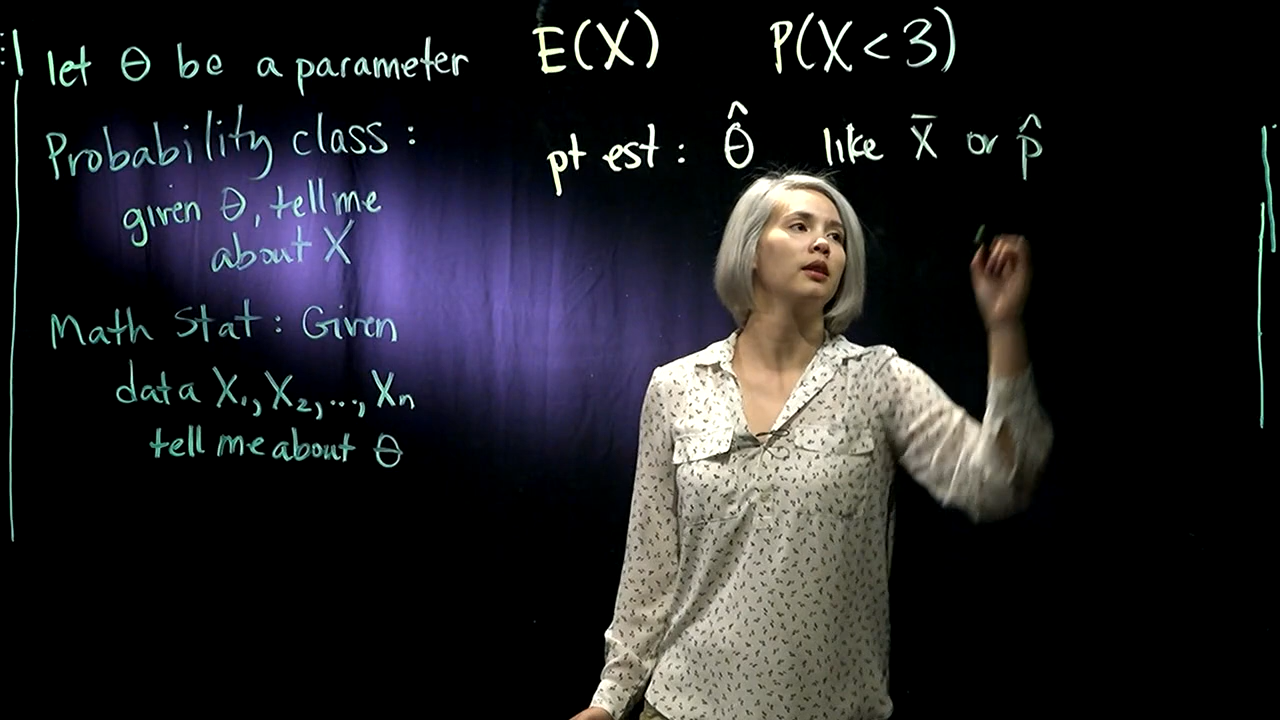 let θ be a parameter
Probability class:
given θ, tell me
about X
Math Stat: Given
data X₁, X₂, ..., Xₙ
tell me about θ
E(X) P(X < 3)
pt est: θ̂ like X̄ or p̂